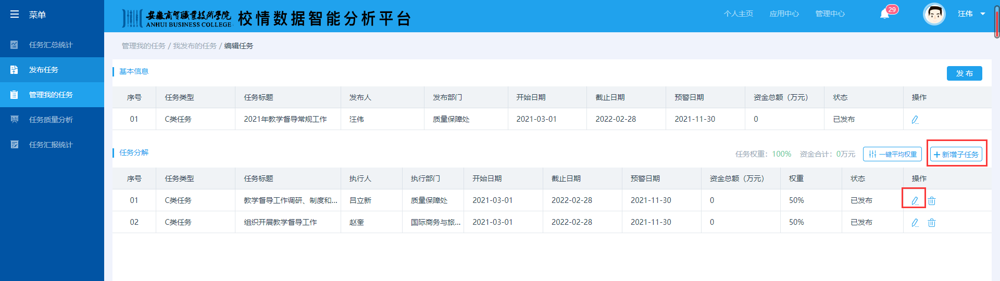 菜单
安徽商贸职业技术学院
ANHUI BUSINESS COLLEGE
校情数据智能分析平台
个人主页 应用中心 管理中心 29 汪伟
任务汇总统计
发布任务
管理我的任务
任务质量分析
任务汇报统计
管理我的任务 / 我发布的任务 / 编辑任务
基本信息 发布
序号 任务类型 任务标题 发布人 发布部门 开始日期 截止日期 预警日期 资金总额（万元） 状态 操作
01 C类任务 2021年教学督导常规工作 汪伟 质量保障处 2021-03-01 2022-02-28 2021-11-30 0 已发布
任务分解 任务权重：100% 资金合计：0万元 一键平均权重 +新增子任务
序号 任务类型 任务标题 执行人 执行部门 开始日期 截止日期 预警日期 资金总额（万元） 权重 状态 操作
01 C类任务 教学督导工作调研、制度和... 吕立新 质量保障处 2021-03-01 2022-02-28 2021-11-30 0 50% 已发布
02 C类任务 组织开展教学督导工作 赵奎 国际商务与旅... 2021-03-01 2022-02-28 2021-11-30 0 50% 已发布